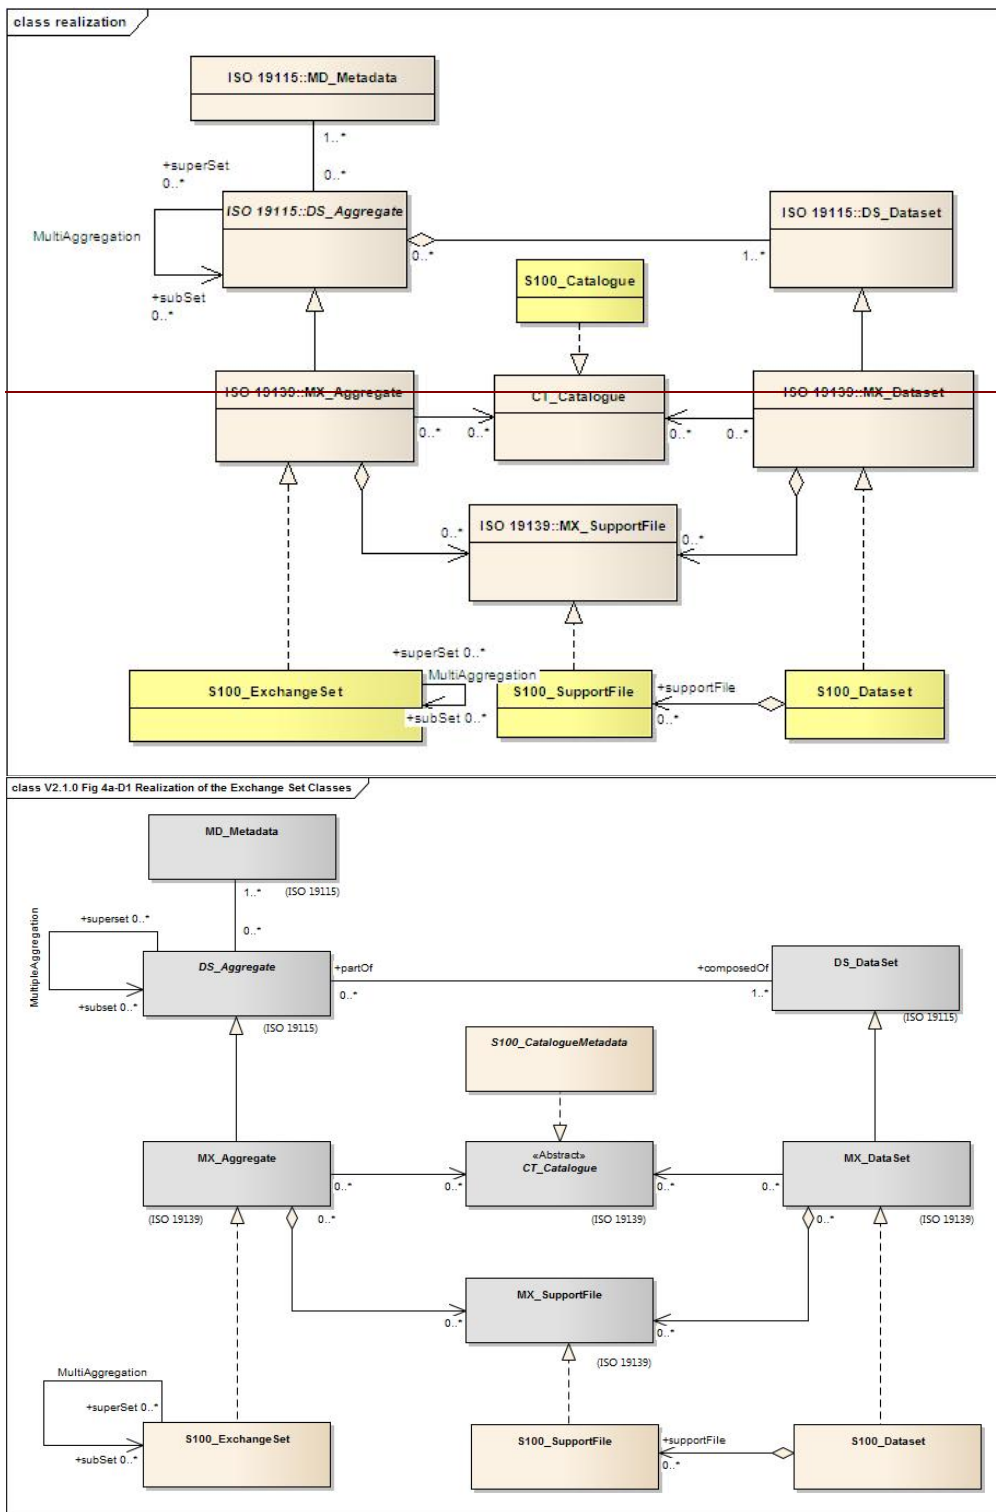 class realization
ISO 19115::MD_Metadata
1..*
+superSet
0..*
0..*
ISO 19115::DS_Aggregate
ISO 19115::DS_Dataset
MultiAggregation
0..*
1..*
S100_Catalogue
+subSet
0..*
ISO 19139::MX_Aggregate
CT_Catalogue
ISO 19139::MX_Dataset
0..*
0..*
0..*
0..*
ISO 19139::MX_SupportFile
0..*
0..*
+superSet 0..*
MultiAggregation
S100_ExchangeSet
+subSet 0..*
S100_SupportFile
+supportFile
0..*
S100_Dataset
class V2.1.0 Fig 4a-D1 Realization of the Exchange Set Classes
MD_Metadata
1..*
(ISO 19115)
+superset 0..*
0..*
MultipleAggregation
DS_Aggregate
+partOf
+composedOf
DS_DataSet
+subset 0..*
0..*
1..*
(ISO 19115)
(ISO 19115)
S100_CatalogueMetadata
MX_Aggregate
«Abstract»
CT_Catalogue
MX_DataSet
0..*
0..*
0..*
0..*
(ISO 19139)
0..*
(ISO 19139)
0..*
(ISO 19139)
MX_SupportFile
0..*
0..*
(ISO 19139)
MultiAggregation
+superSet 0..*
S100_ExchangeSet
+subSet 0..*
S100_SupportFile
+supportFile
0..*
S100_Dataset